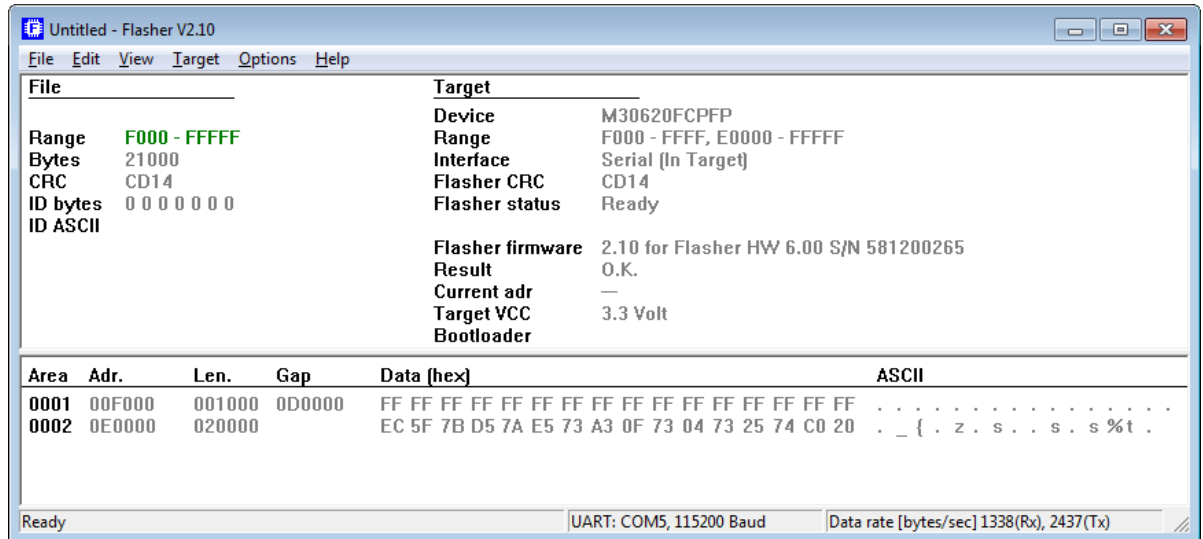 Untitled - Flasher V2.10
File Edit View Target Options Help
File
Range F000 - FFFFF
Bytes 21000
CRC CD14
ID bytes 0 0 0 0 0 0 0
ID ASCII
Target
Device M30620FCPFP
Range F000 - FFFF, E0000 - FFFFF
Interface Serial (In Target)
Flasher CRC CD14
Flasher status Ready
Flasher firmware 2.10 for Flasher HW 6.00 S/N 581200265
Result O.K.
Current adr —
Target VCC 3.3 Volt
Bootloader
Area Adr. Len. Gap Data (hex) ASCII
0001 00F000 001000 0D0000 FF FF FF FF FF FF FF FF FF FF FF FF FF FF FF FF . . . . . . . . . . . . . . . .
0002 0E0000 020000 EC 5F 7B D5 7A E5 73 A3 0F 73 04 73 25 74 C0 20 . _ { . z . s . . s . s % t .
Ready UART: COM5, 115200 Baud Data rate [bytes/sec] 1338(Rx), 2437(Tx)